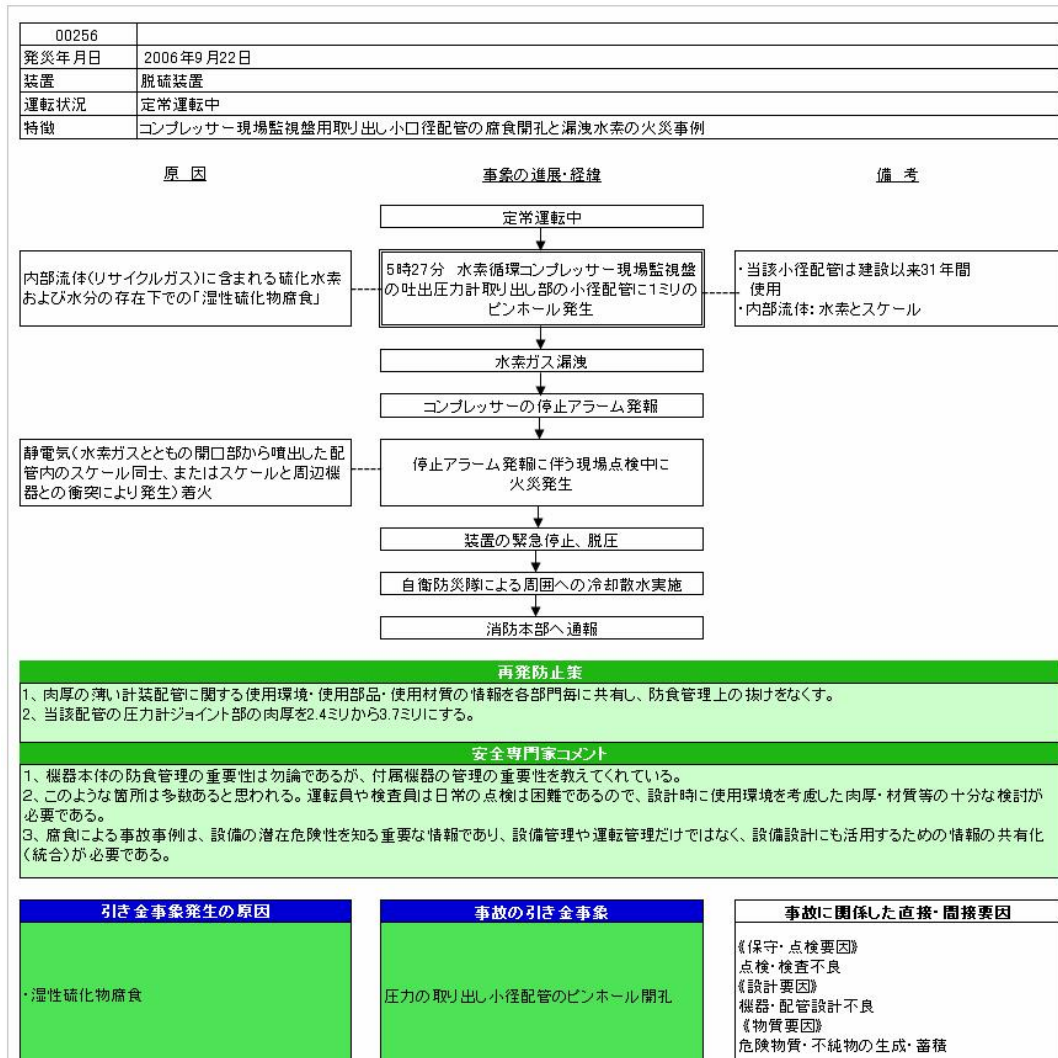 00256
発災年月日 2006年9月22日
装置 脱硫装置
運転状況 定常運転中
特徴 コンプレッサー現場監視盤用取り出し小口径配管の腐食開孔と漏洩水素の火災事例
原 因 事象の進展・経緯 備 考
定常運転中
内部流体(リサイクルガス)に含まれる硫化水素
および水分の存在下での「湿性硫化物腐食」
5時27分 水素循環コンプレッサー現場監視盤
の吐出圧力計取り出し部の小径配管に1ミリの
ピンホール発生
・当該小径配管は建設以来31年間
使用
・内部流体:水素とスケール
水素ガス漏洩
コンプレッサーの停止アラーム発報
静電気(水素ガスとともの開口部から噴出した配
管内のスケール同士、またはスケールと周辺機
器との衝突により発生)着火
停止アラーム発報に伴う現場点検中に
火災発生
装置の緊急停止、脱圧
自衛防災隊による周囲への冷却散水実施
消防本部へ通報
再発防止策
1、肉厚の薄い計装配管に関する使用環境・使用部品・使用材質の情報を各部門毎に共有し、防食管理上の抜けをなくす。
2、当該配管の圧力計ジョイント部の肉厚を2.4ミリから3.7ミリにする。
安全専門家コメント
1、機器本体の防食管理の重要性は勿論であるが、付属機器の管理の重要性を教えてくれている。
2、このような箇所は多数あると思われる。運転員や検査員は日常の点検は困難であるので、設計時に使用環境を考慮した肉厚・材質等の十分な検討が
必要である。
3、腐食による事故事例は、設備の潜在危険性を知る重要な情報であり、設備管理や運転管理だけではなく、設備設計にも活用するための情報の共有化
(統合)が必要である。
引き金事象発生の原因
・湿性硫化物腐食
事故の引き金事象
圧力の取り出し小径配管のピンホール開孔
事故に関係した直接・間接要因
《保守・点検要因》
点検・検査不良
《設計要因》
機器・配管設計不良
《物質要因》
危険物質・不純物の生成・蓄積